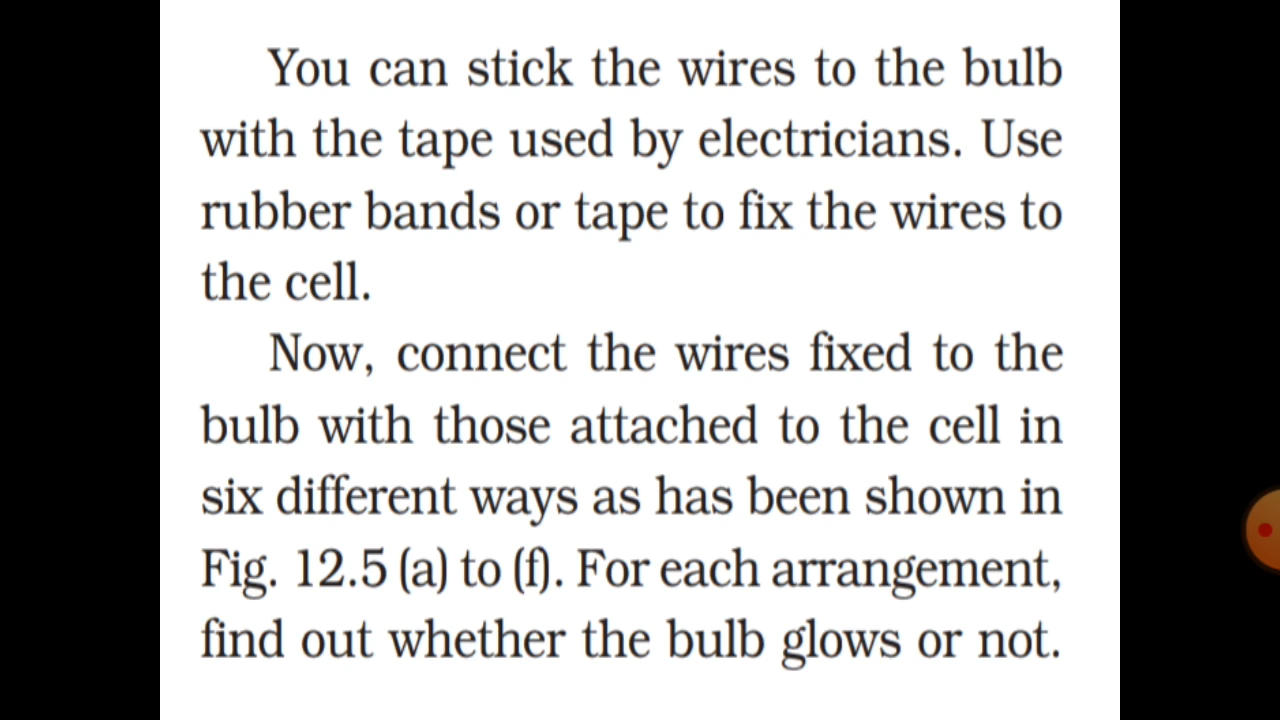 You can stick the wires to the bulb
with the tape used by electricians. Use
rubber bands or tape to fix the wires to
the cell.
Now, connect the wires fixed to the
bulb with those attached to the cell in
six different ways as has been shown in
Fig. 12.5 (a) to (f). For each arrangement,
find out whether the bulb glows or not.